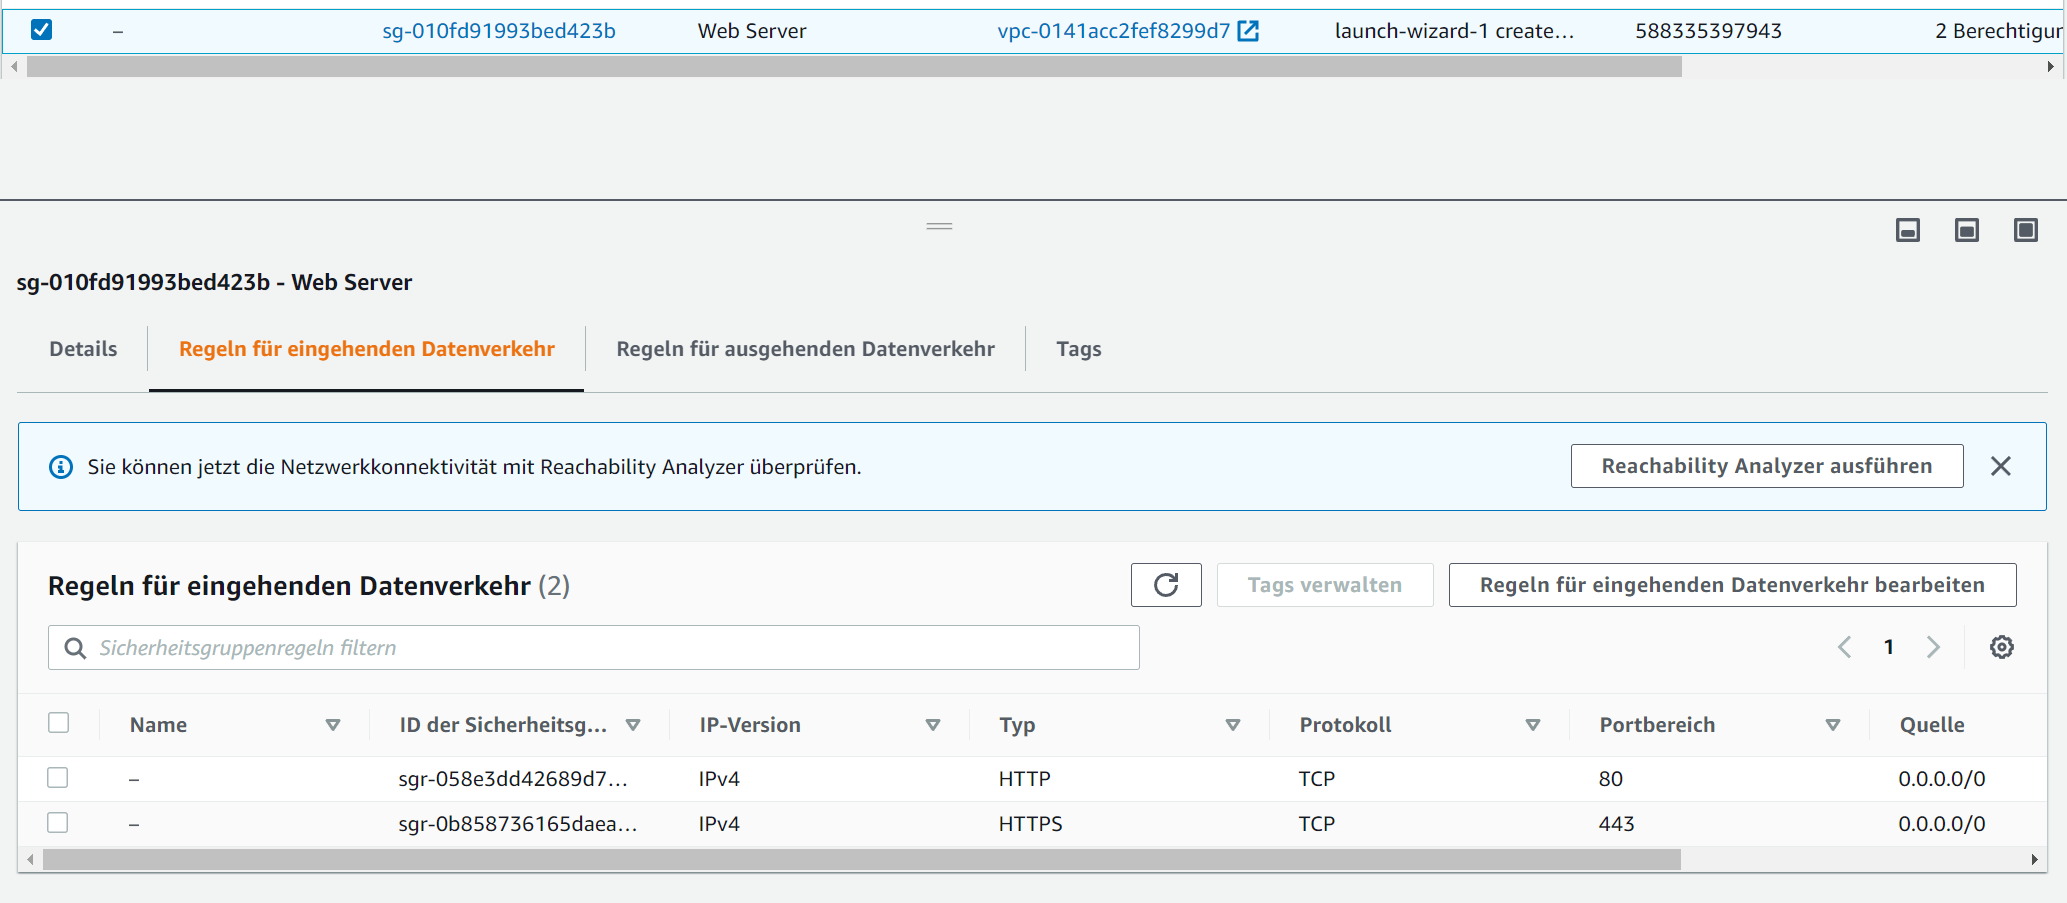 – sg-010fd91993bed423b Web Server vpc-0141acc2fef8299d7 launch-wizard-1 create... 588335397943 2 Berechtigur
sg-010fd91993bed423b - Web Server
Details Regeln für eingehenden Datenverkehr Regeln für ausgehenden Datenverkehr Tags
Sie können jetzt die Netzwerkkonnektivität mit Reachability Analyzer überprüfen. Reachability Analyzer ausführen
Regeln für eingehenden Datenverkehr (2) Tags verwalten Regeln für eingehenden Datenverkehr bearbeiten
Sicherheitsgruppenregeln filtern 1
Name ID der Sicherheitsg... IP-Version Typ Protokoll Portbereich Quelle
– sgr-058e3dd42689d7... IPv4 HTTP TCP 80 0.0.0.0/0
– sgr-0b858736165daea... IPv4 HTTPS TCP 443 0.0.0.0/0